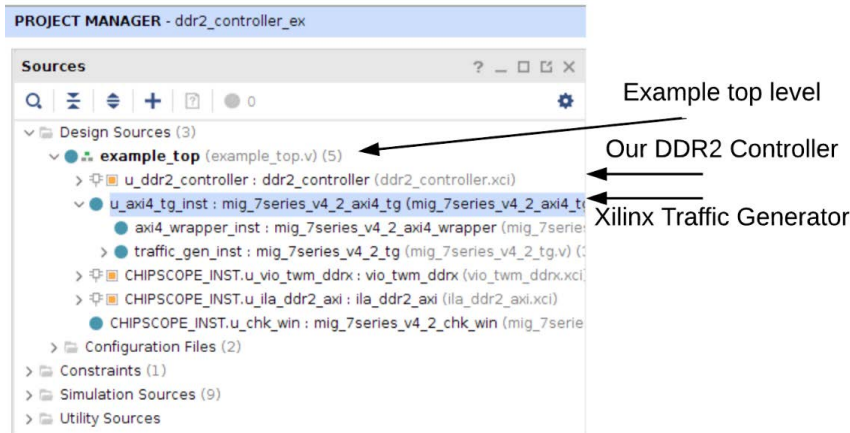 PROJECT MANAGER - ddr2_controller_ex
Sources
? _
0
Example top level
Design Sources (3)
example_top (example_top.v) (5)
Our DDR2 Controller
u_ddr2_controller : ddr2_controller (ddr2_controller.xci)
u_axi4_tg_inst : mig_7series_v4_2_axi4_tg (mig_7series_v4_2_axi4_t
Xilinx Traffic Generator
axi4_wrapper_inst : mig_7series_v4_2_axi4_wrapper (mig_7serie
traffic_gen_inst : mig_7series_v4_2_tg (mig_7series_v4_2_tg.v) (
CHIPSCOPE_INST.u_vio_twm_ddrx : vio_twm_ddrx (vio_twm_ddrx.xci
CHIPSCOPE_INST.u_ila_ddr2_axi : ila_ddr2_axi (ila_ddr2_axi.xci)
CHIPSCOPE_INST.u_chk_win : mig_7series_v4_2_chk_win (mig_7serie
Configuration Files (2)
Constraints (1)
Simulation Sources (9)
Utility Sources